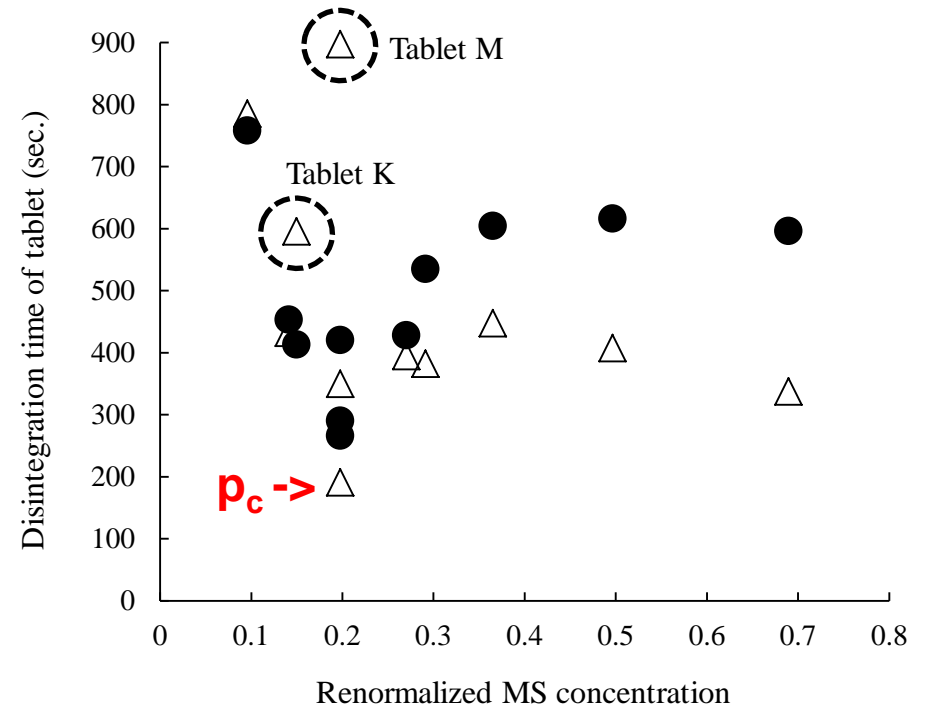 Tablet M
Tablet K
pc ->
Disintegration time of tablet (sec.)
900
800
700
600
500
400
300
200
100
0
0 0.1 0.2 0.3 0.4 0.5 0.6 0.7 0.8
Renormalized MS concentration